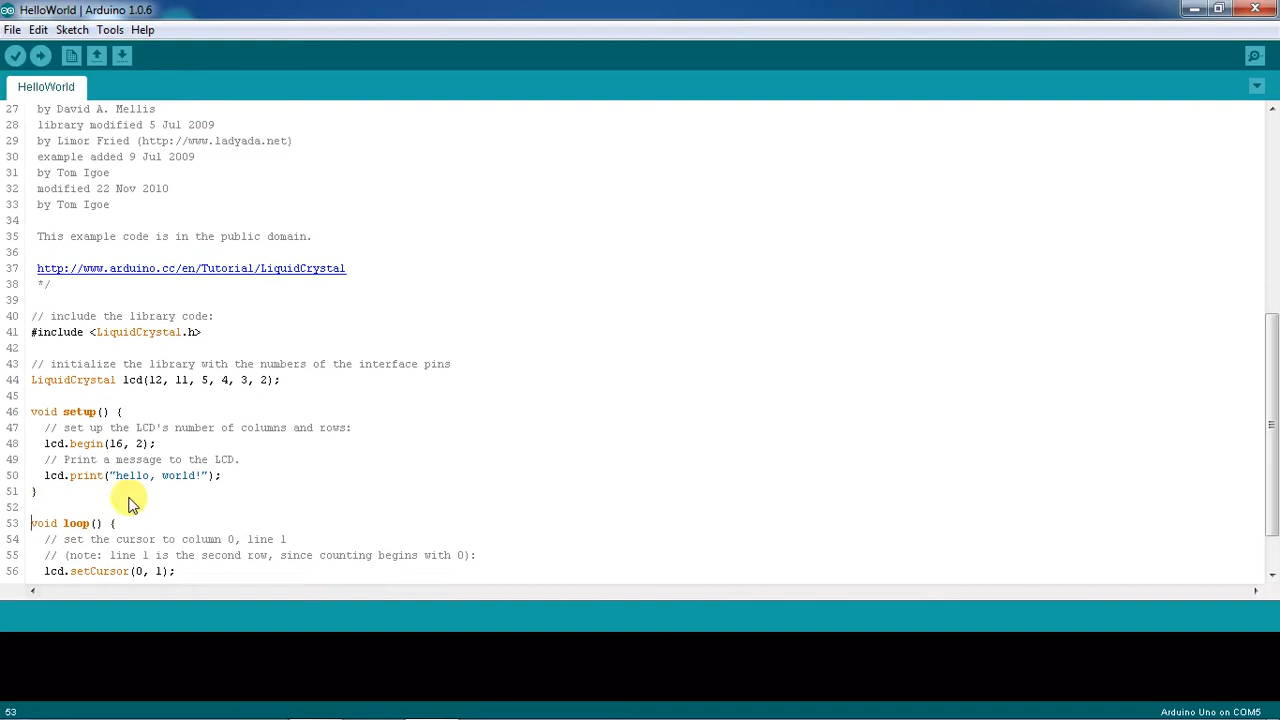 HelloWorld | Arduino 1.0.6
File Edit Sketch Tools Help
HelloWorld
27 by David A. Mellis
28 library modified 5 Jul 2009
29 by Limor Fried (http://www.ladyada.net)
30 example added 9 Jul 2009
31 by Tom Igoe
32 modified 22 Nov 2010
33 by Tom Igoe
34
35 This example code is in the public domain.
36
37 http://www.arduino.cc/en/Tutorial/LiquidCrystal
38 */
39
40 // include the library code:
41 #include <LiquidCrystal.h>
42
43 // initialize the library with the numbers of the interface pins
44 LiquidCrystal lcd(12, 11, 5, 4, 3, 2);
45
46 void setup() {
47 // set up the LCD's number of columns and rows:
48 lcd.begin(16, 2);
49 // Print a message to the LCD.
50 lcd.print("hello, world!");
51 }
52
53 void loop() {
54 // set the cursor to column 0, line 1
55 // (note: line 1 is the second row, since counting begins with 0):
56 lcd.setCursor(0, 1);
53
Arduino Uno on COM5